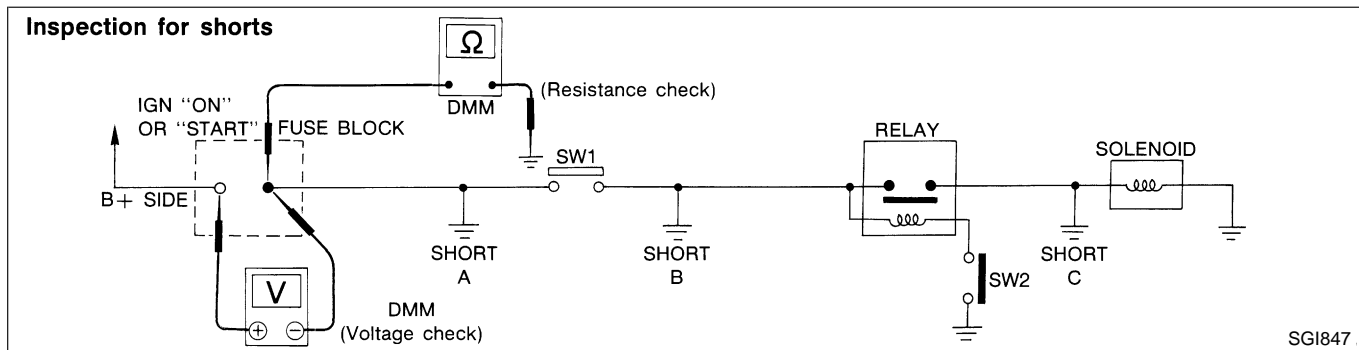 Inspection for shorts
Ω
DMM
(Resistance check)
IGN "ON"
OR "START"
FUSE BLOCK
B+ SIDE
SW1
RELAY
SOLENOID
SHORT
A
SHORT
B
SHORT
C
SW2
V
+ −
DMM
(Voltage check)
SGI847